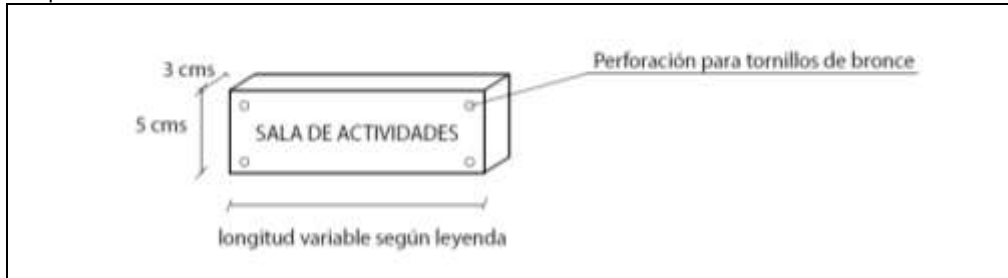 3 cms
Perforación para tornillos de bronce
5 cms
SALA DE ACTIVIDADES
longitud variable según leyenda